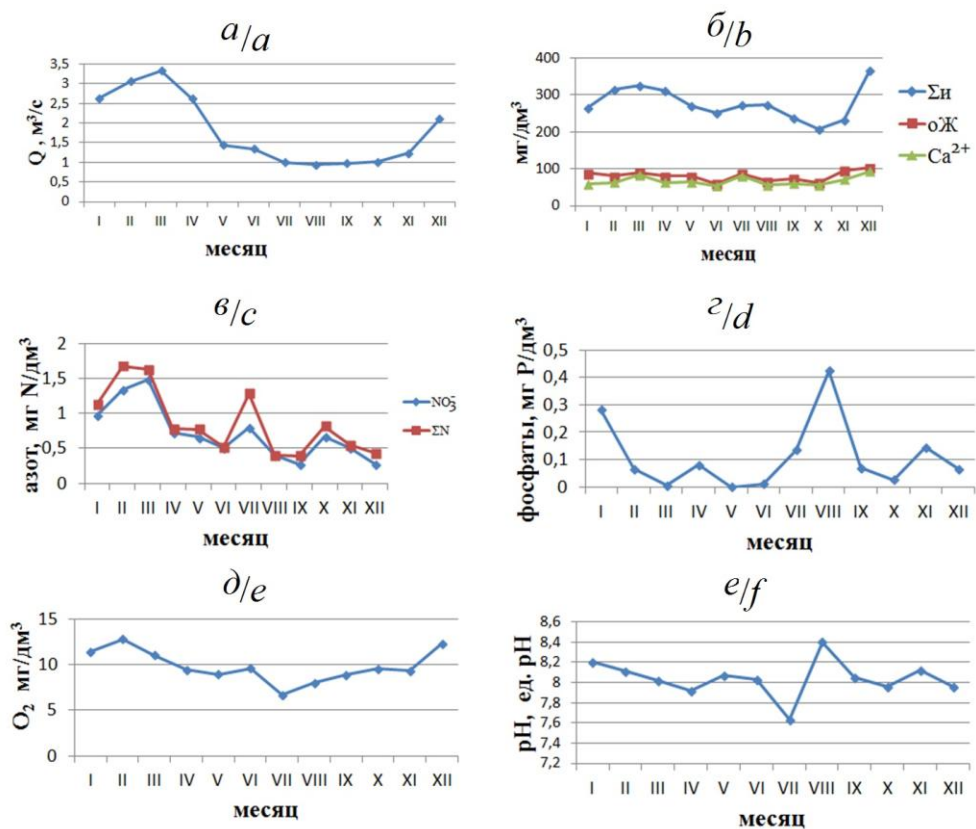 а/a
Q , м³/с
3,5
3
2,5
2
1,5
1
0,5
0
I II III IV V VI VII VIII IX X XI XII
месяц
б/b
мг/дм³
400
300
200
100
0
I II III IV V VI VII VIII IX X XI XII
месяц
Σи
оЖ
Ca²⁺
в/c
азот, мг N/дм³
2
1,5
1
0,5
0
I II III IV V VI VII VIII IX X XI XII
месяц
NO₃⁻
ΣN
г/d
фосфаты, мг P/дм³
0,5
0,4
0,3
0,2
0,1
0
I II III IV V VI VII VIII IX X XI XII
месяц
д/e
O₂ мг/дм³
15
10
5
0
I II III IV V VI VII VIII IX X XI XII
месяц
е/f
pH, ед. pH
8,6
8,4
8,2
8
7,8
7,6
7,4
7,2
I II III IV V VI VII VIII IX X XI XII
месяц